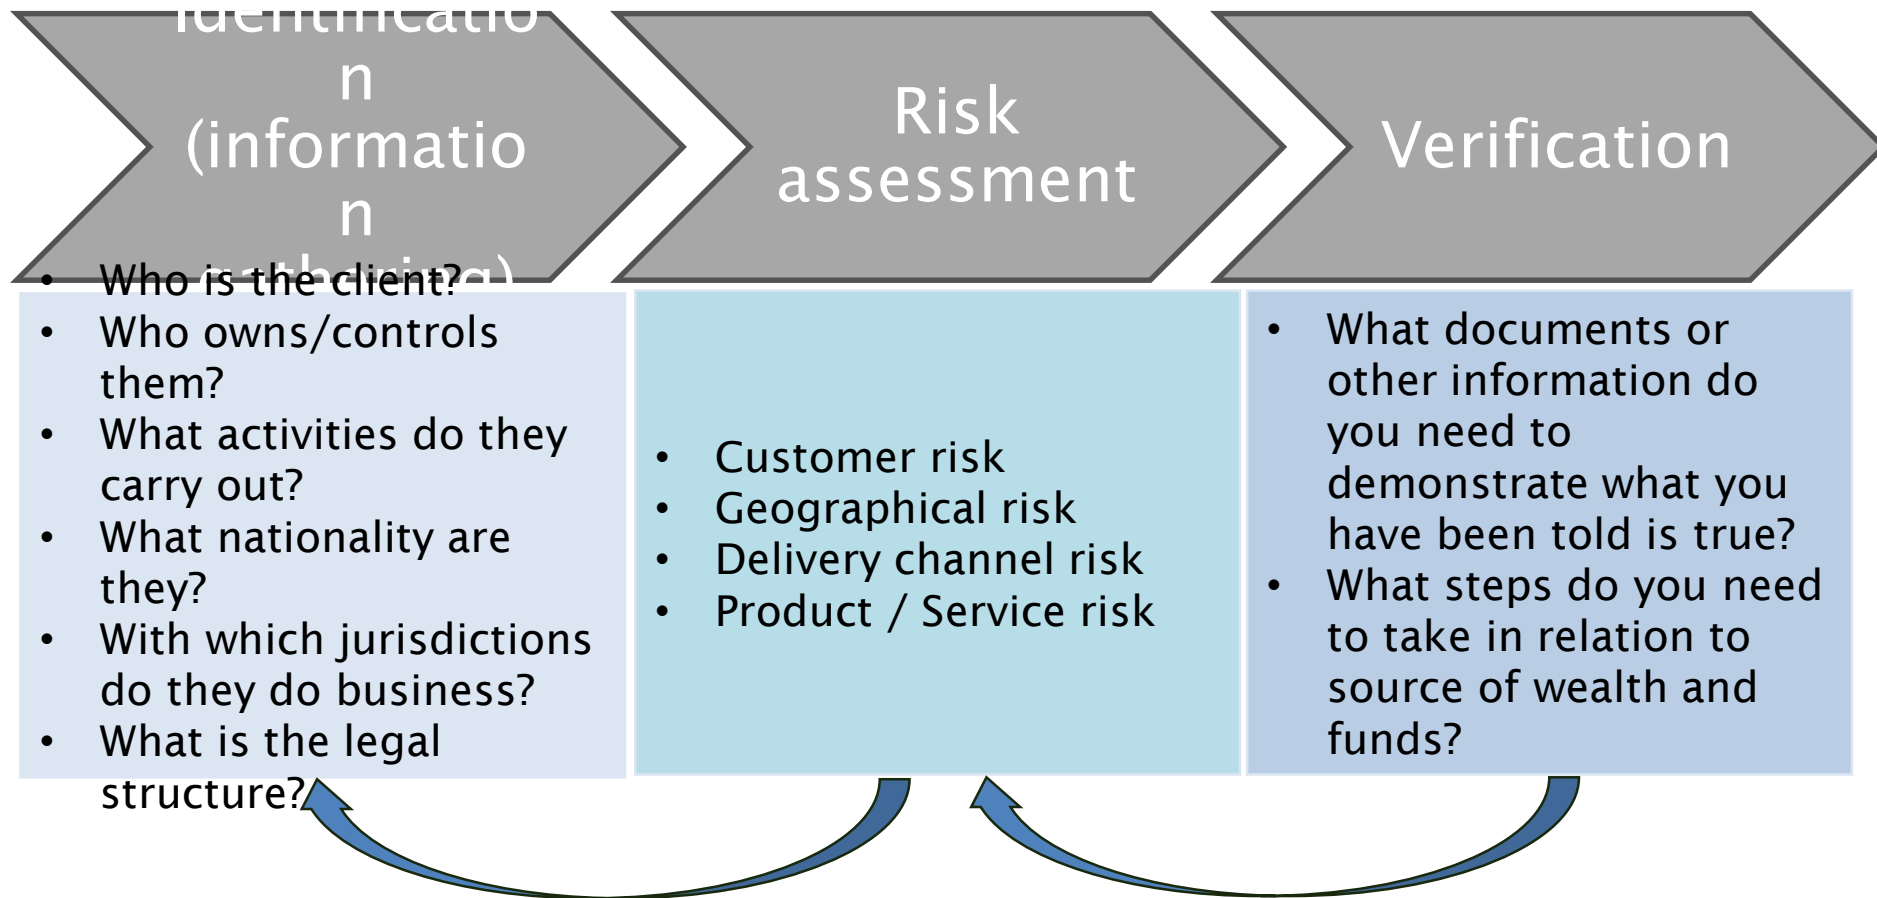 Identificatio
n
(informatio
n
gathering)
Risk
assessment
Verification
• Who is the client?
• Who owns/controls
them?
• What activities do they
carry out?
• What nationality are
they?
• With which jurisdictions
do they do business?
• What is the legal
structure?
• Customer risk
• Geographical risk
• Delivery channel risk
• Product / Service risk
• What documents or
other information do
you need to
demonstrate what you
have been told is true?
• What steps do you need
to take in relation to
source of wealth and
funds?